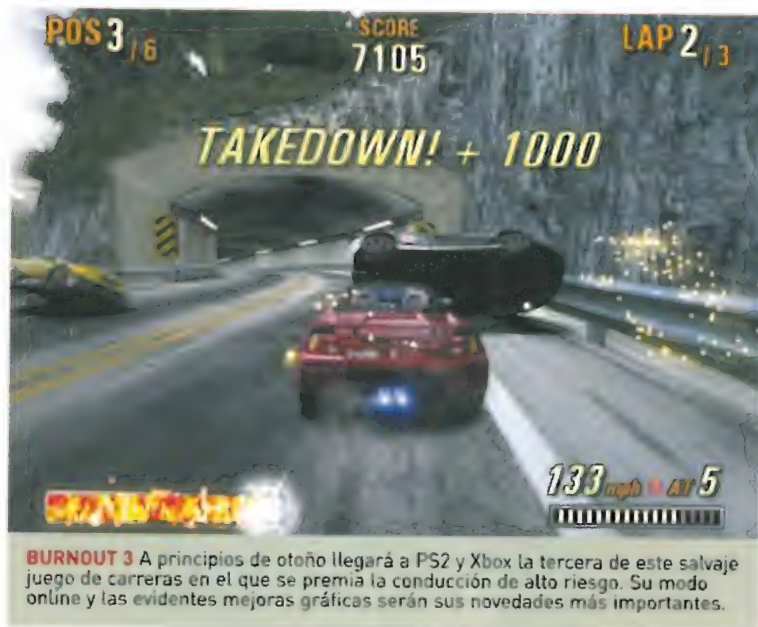 POS 3 / 6
SCORE
7105
LAP 2 / 3
TAKEDOWN! + 1000
133 mph AT 5
BURNOUT 3 A principios de otoño llegará a PS2 y Xbox la tercera de este salvaje
juego de carreras en el que se premia la conducción de alto riesgo. Su modo
online y las evidentes mejoras gráficas serán sus novedades más importantes.